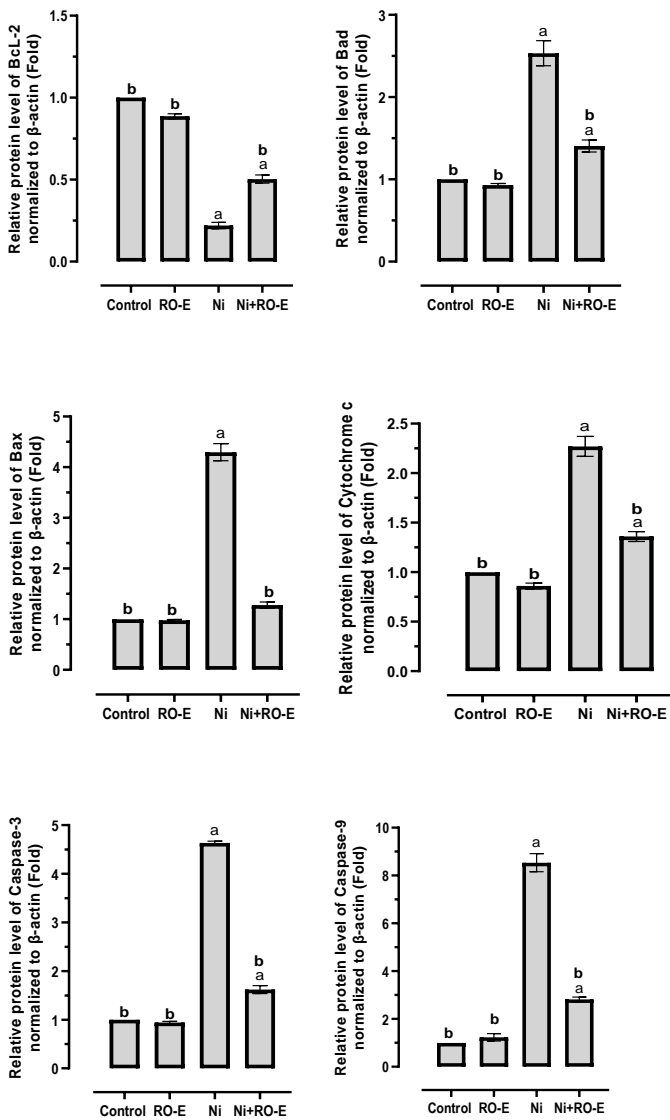 Relative protein level of BcL-2
normalized to β-actin (Fold)
1.5
1.0
0.5
0.0
b
b
a
b
a
Control RO-E Ni Ni+RO-E
Relative protein level of Bad
normalized to β-actin (Fold)
3
2
1
0
b
b
a
b
a
Control RO-E Ni Ni+RO-E
Relative protein level of Bax
normalized to β-actin (Fold)
5
4
3
2
1
0
b
b
a
b
Control RO-E Ni Ni+RO-E
Relative protein level of Cytochrome c
normalized to β-actin (Fold)
2.5
2.0
1.5
1.0
0.5
0.0
b
b
a
b
a
Control RO-E Ni Ni+RO-E
Relative protein level of Caspase-3
normalized to β-actin (Fold)
5
4
3
2
1
0
b
b
a
b
a
Control RO-E Ni Ni+RO-E
Relative protein level of Caspase-9
normalized to β-actin (Fold)
10
8
6
4
2
0
b
b
a
b
a
Control RO-E Ni Ni+RO-E